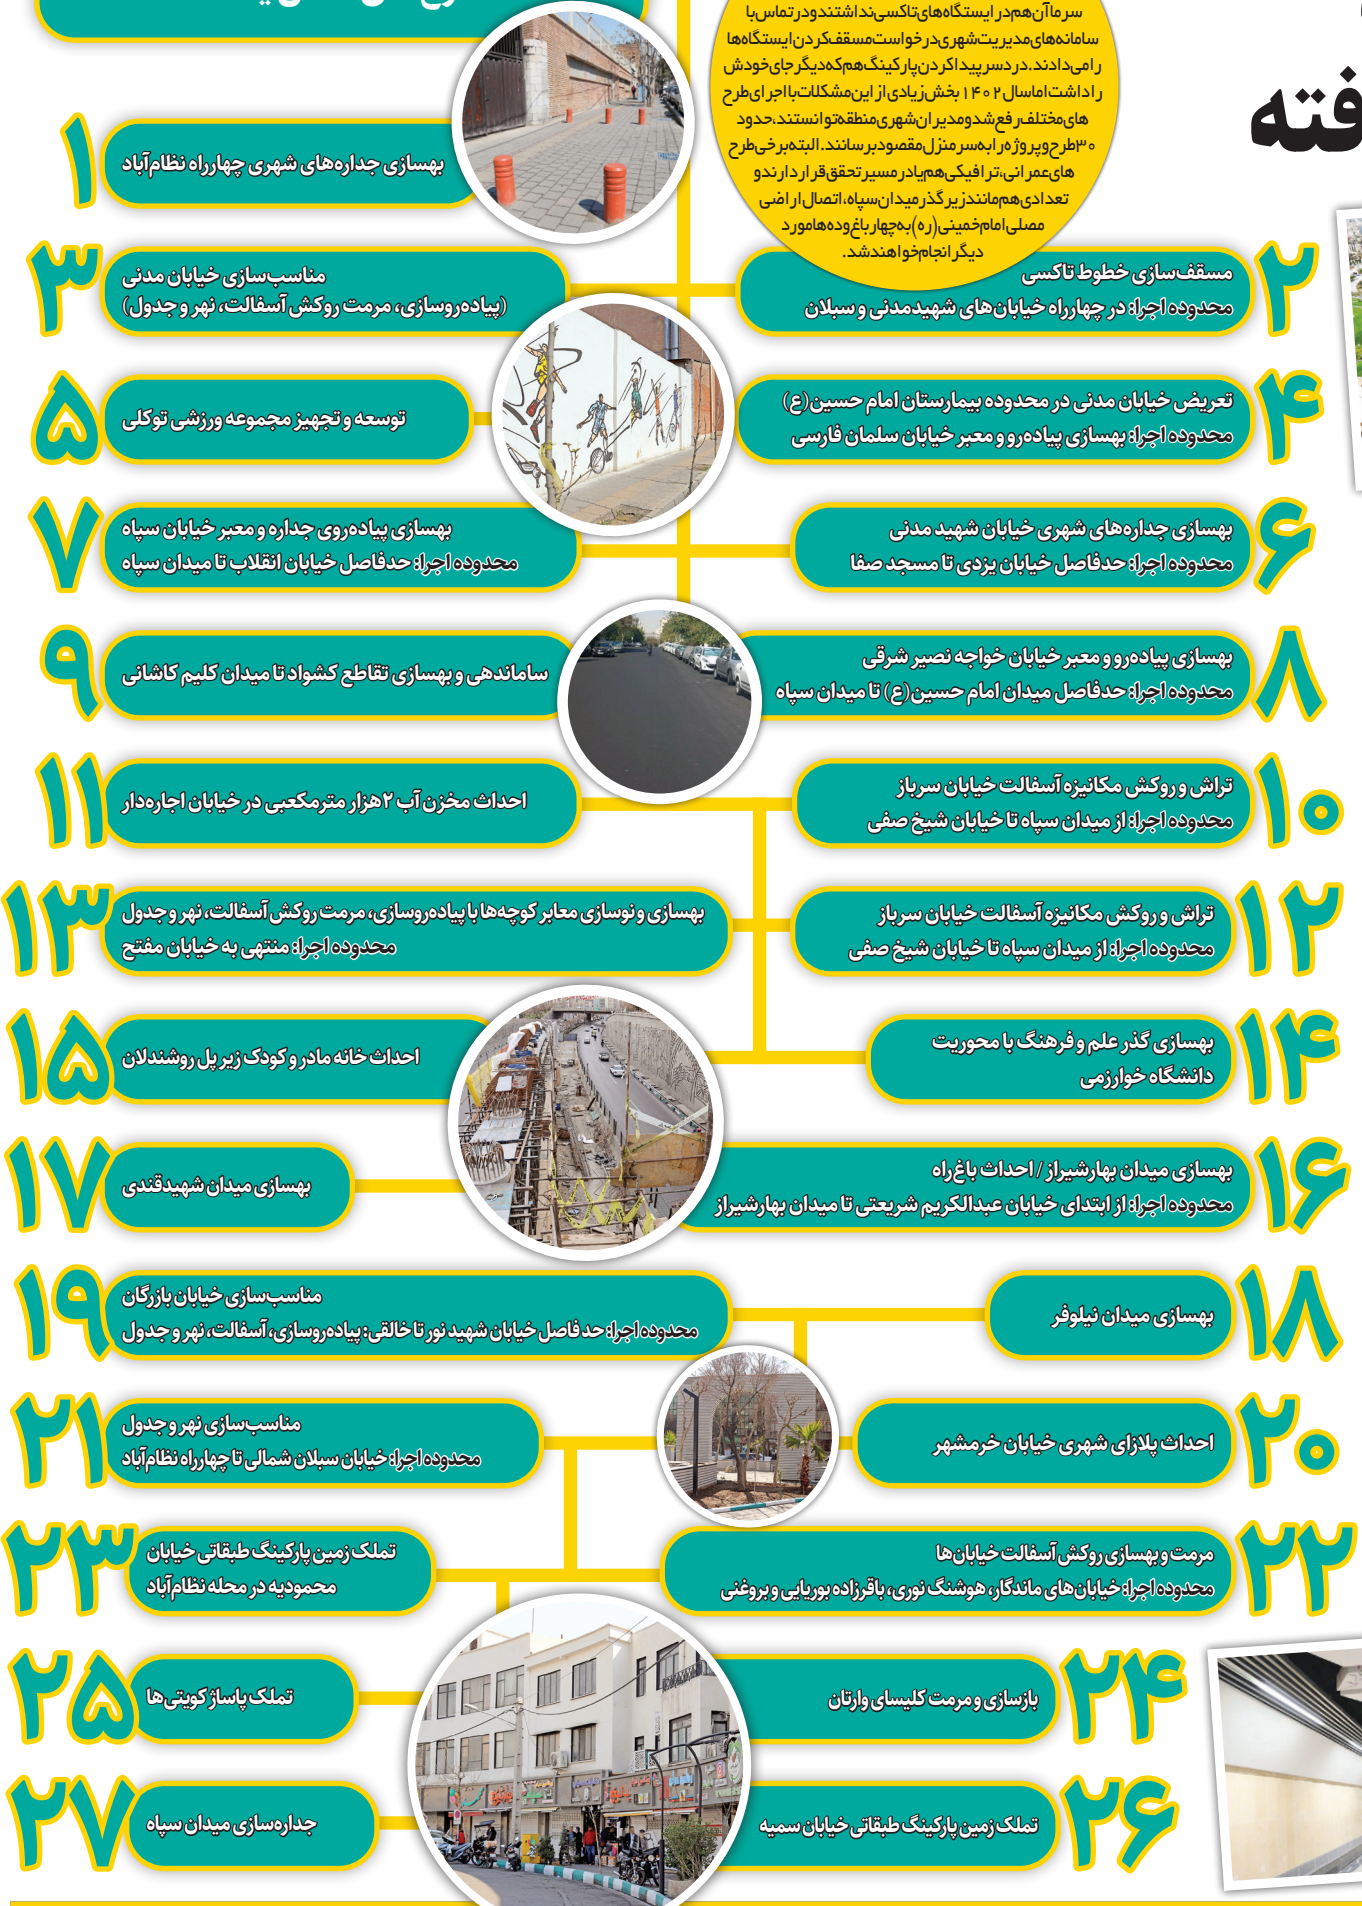 فته
سرما آن هم در ایستگاه‌های تاکسی نداشتند و در تماس با
سامانه‌های مدیریت شهری درخواست مسقف کردن ایستگاه‌ها
را می‌دادند. دردسر پیدا کردن پارکینگ هم که دیگر جای خودش
را داشت اما سال ۱۴۰۲ بخش زیادی از این مشکلات با اجرای طرح
های مختلف رفع شد و مدیران شهری منطقه توانستند، حدود
۳۰ طرح و پروژه را به سر منزل مقصود برسانند. البته برخی طرح
های عمرانی، ترافیکی هم یا در مسیر تحقق قرار دارند و
تعدادی هم مانند زیرگذر میدان سپاه، اتصال اراضی
مصلی امام خمینی(ره) به چهارباغ و ده‌ها مورد
دیگر انجام خواهند شد.
۱
بهسازی جداره‌های شهری چهارراه نظام‌آباد
۲
مسقف‌سازی خطوط تاکسی
محدوده اجرا: در چهارراه خیابان‌های شهیدمدنی و سبلان
۳
مناسب‌سازی خیابان مدنی
(پیاده‌روسازی، مرمت روکش آسفالت، نهر و جدول)
۴
تعریض خیابان مدنی در محدوده بیمارستان امام حسین(ع)
محدوده اجرا: بهسازی پیاده‌رو و معبر خیابان سلمان فارسی
۵
توسعه و تجهیز مجموعه ورزشی توکلی
۶
بهسازی جداره‌های شهری خیابان شهید مدنی
محدوده اجرا: حدفاصل خیابان یزدی تا مسجد صفا
۷
بهسازی پیاده‌روی جداره و معبر خیابان سپاه
محدوده اجرا: حدفاصل خیابان انقلاب تا میدان سپاه
۸
بهسازی پیاده‌رو و معبر خیابان خواجه نصیر شرقی
محدوده اجرا: حدفاصل میدان امام حسین(ع) تا میدان سپاه
۹
ساماندهی و بهسازی تقاطع کشواد تا میدان کلیم کاشانی
۱۰
تراش و روکش مکانیزه آسفالت خیابان سرباز
محدوده اجرا: از میدان سپاه تا خیابان شیخ صفی
۱۱
احداث مخزن آب ۲هزار مترمکعبی در خیابان اجاره‌دار
۱۲
تراش و روکش مکانیزه آسفالت خیابان سرباز
محدوده اجرا: از میدان سپاه تا خیابان شیخ صفی
۱۳
بهسازی و نوسازی معابر کوچه‌ها با پیاده‌روسازی، مرمت روکش آسفالت، نهر و جدول
محدوده اجرا: منتهی به خیابان مفتح
۱۴
بهسازی گذر علم و فرهنگ با محوریت
دانشگاه خوارزمی
۱۵
احداث خانه مادر و کودک زیر پل روشندلان
۱۶
بهسازی میدان بهارشیراز / احداث باغ‌راه
محدوده اجرا: از ابتدای خیابان عبدالکریم شریعتی تا میدان بهارشیراز
۱۷
بهسازی میدان شهیدقندی
۱۸
بهسازی میدان نیلوفر
۱۹
مناسب‌سازی خیابان بازرگان
محدوده اجرا: حد فاصل خیابان شهید نور تا خالقی: پیاده‌روسازی، آسفالت، نهر و جدول
۲۰
احداث پلازای شهری خیابان خرمشهر
۲۱
مناسب‌سازی نهر و جدول
محدوده اجرا: خیابان سبلان شمالی تا چهارراه نظام‌آباد
۲۲
مرمت و بهسازی روکش آسفالت خیابان‌ها
محدوده اجرا: خیابان‌های ماندگار، هوشنگ نوری، باقرزاده بوریایی و بروغنی
۲۳
تملک زمین پارکینگ طبقاتی خیابان
محمودیه در محله نظام‌آباد
۲۴
بازسازی و مرمت کلیسای وارتان
۲۵
تملک پاساژ کویتی‌ها
۲۶
تملک زمین پارکینگ طبقاتی خیابان سمیه
۲۷
جداره‌سازی میدان سپاه